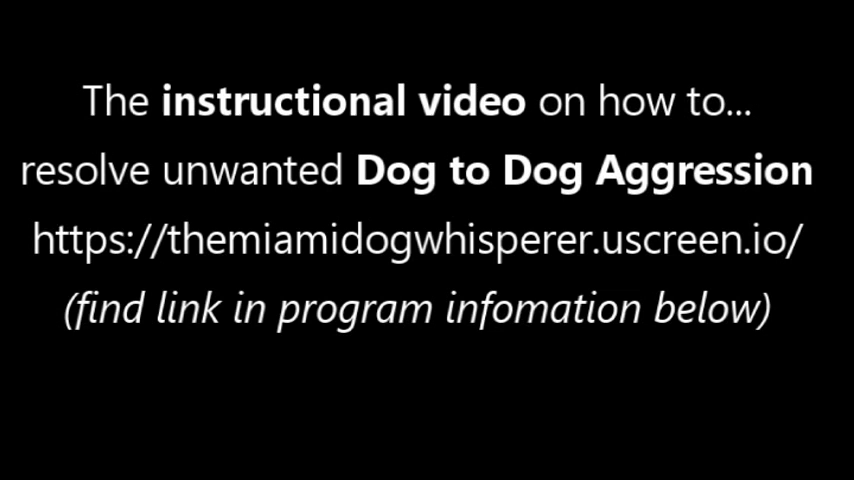 The instructional video on how to...
resolve unwanted Dog to Dog Aggression
https://themiamidogwhisperer.uscreen.io/
(find link in program infomation below)